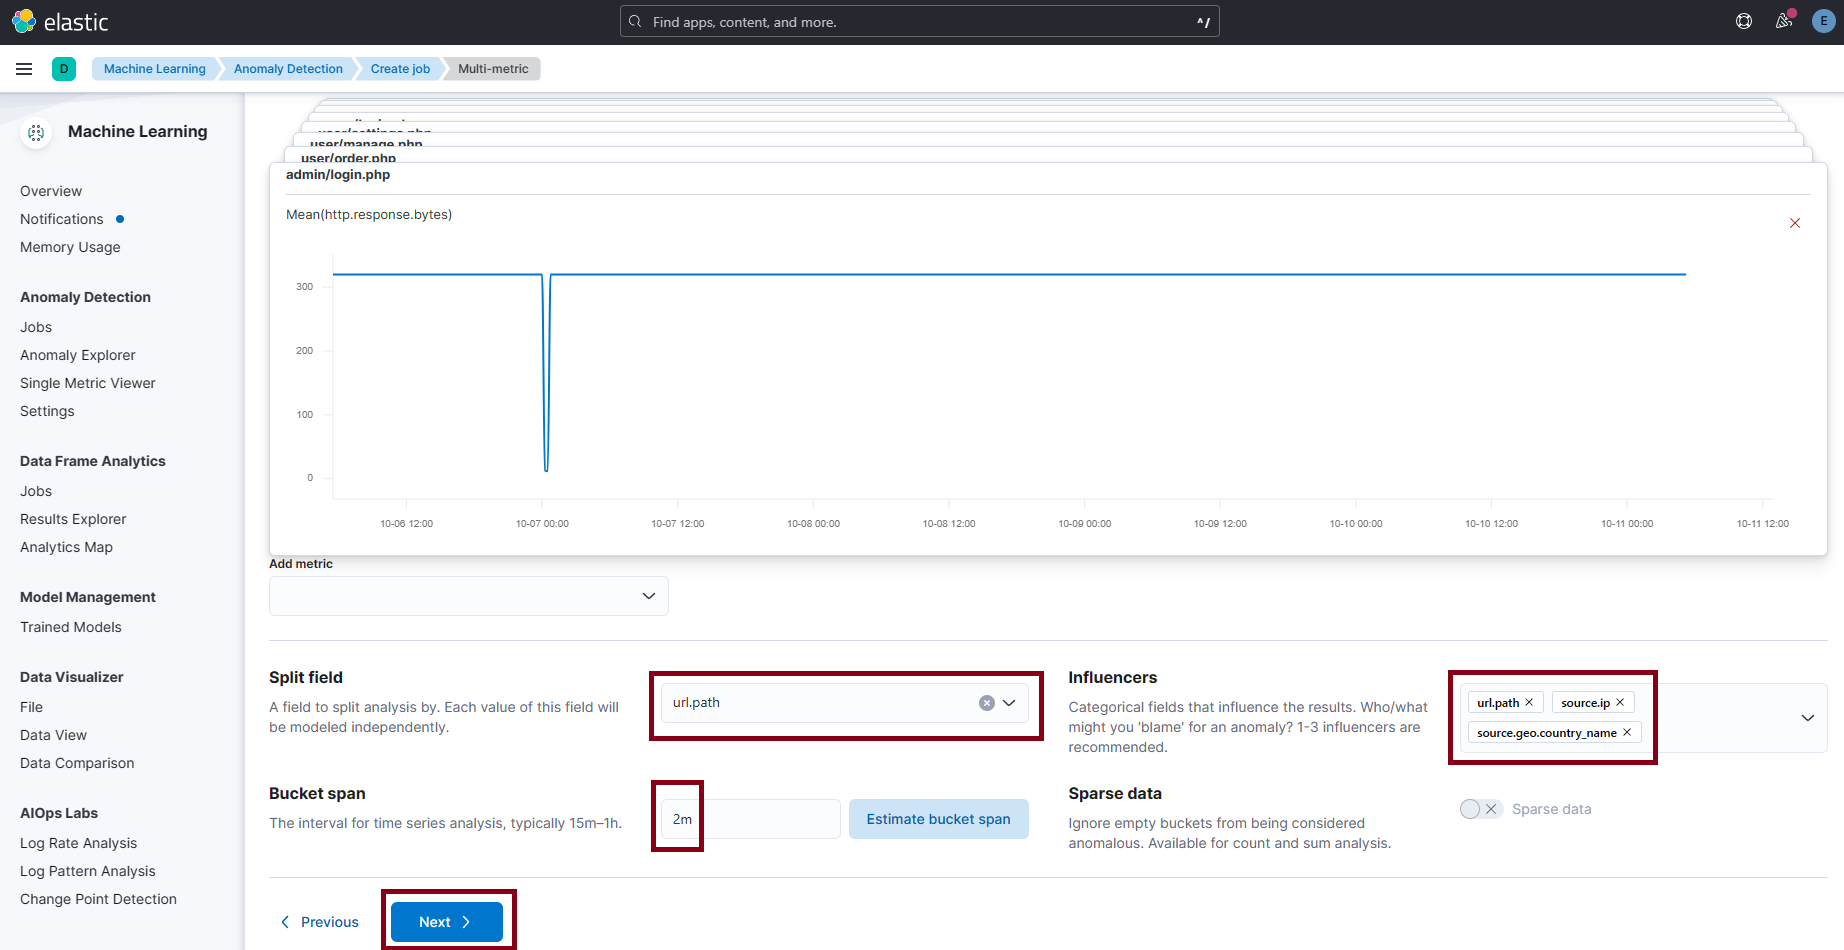 elastic
Find apps, content, and more.
^/
E
D
Machine Learning
Anomaly Detection
Create job
Multi-metric
Machine Learning
Overview
Notifications
Memory Usage
Anomaly Detection
Jobs
Anomaly Explorer
Single Metric Viewer
Settings
Data Frame Analytics
Jobs
Results Explorer
Analytics Map
Model Management
Trained Models
Data Visualizer
File
Data View
Data Comparison
AIOps Labs
Log Rate Analysis
Log Pattern Analysis
Change Point Detection
user/settings.php
user/manage.php
user/order.php
admin/login.php
Mean(http.response.bytes)
300
200
100
0
10-06 12:00
10-07 00:00
10-07 12:00
10-08 00:00
10-08 12:00
10-09 00:00
10-09 12:00
10-10 00:00
10-10 12:00
10-11 00:00
10-11 12:00
Add metric
Split field
A field to split analysis by. Each value of this field will
be modeled independently.
url.path
Influencers
Categorical fields that influence the results. Who/what
might you 'blame' for an anomaly? 1-3 influencers are
recommended.
url.path
source.ip
source.geo.country_name
Bucket span
The interval for time series analysis, typically 15m–1h.
2m
Estimate bucket span
Sparse data
Ignore empty buckets from being considered
anomalous. Available for count and sum analysis.
Sparse data
Previous
Next